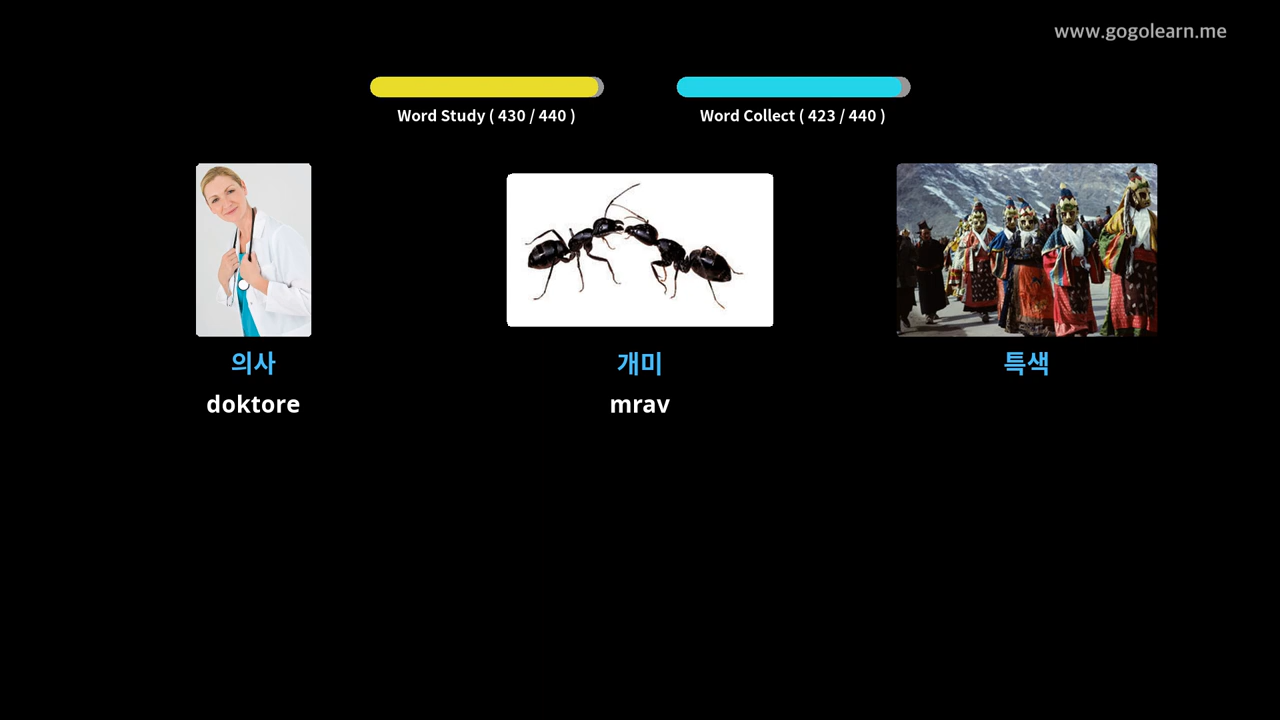 www.gogolearn.me
Word Study ( 430 / 440 )
Word Collect ( 423 / 440 )
의사
개미
특색
doktore
mrav